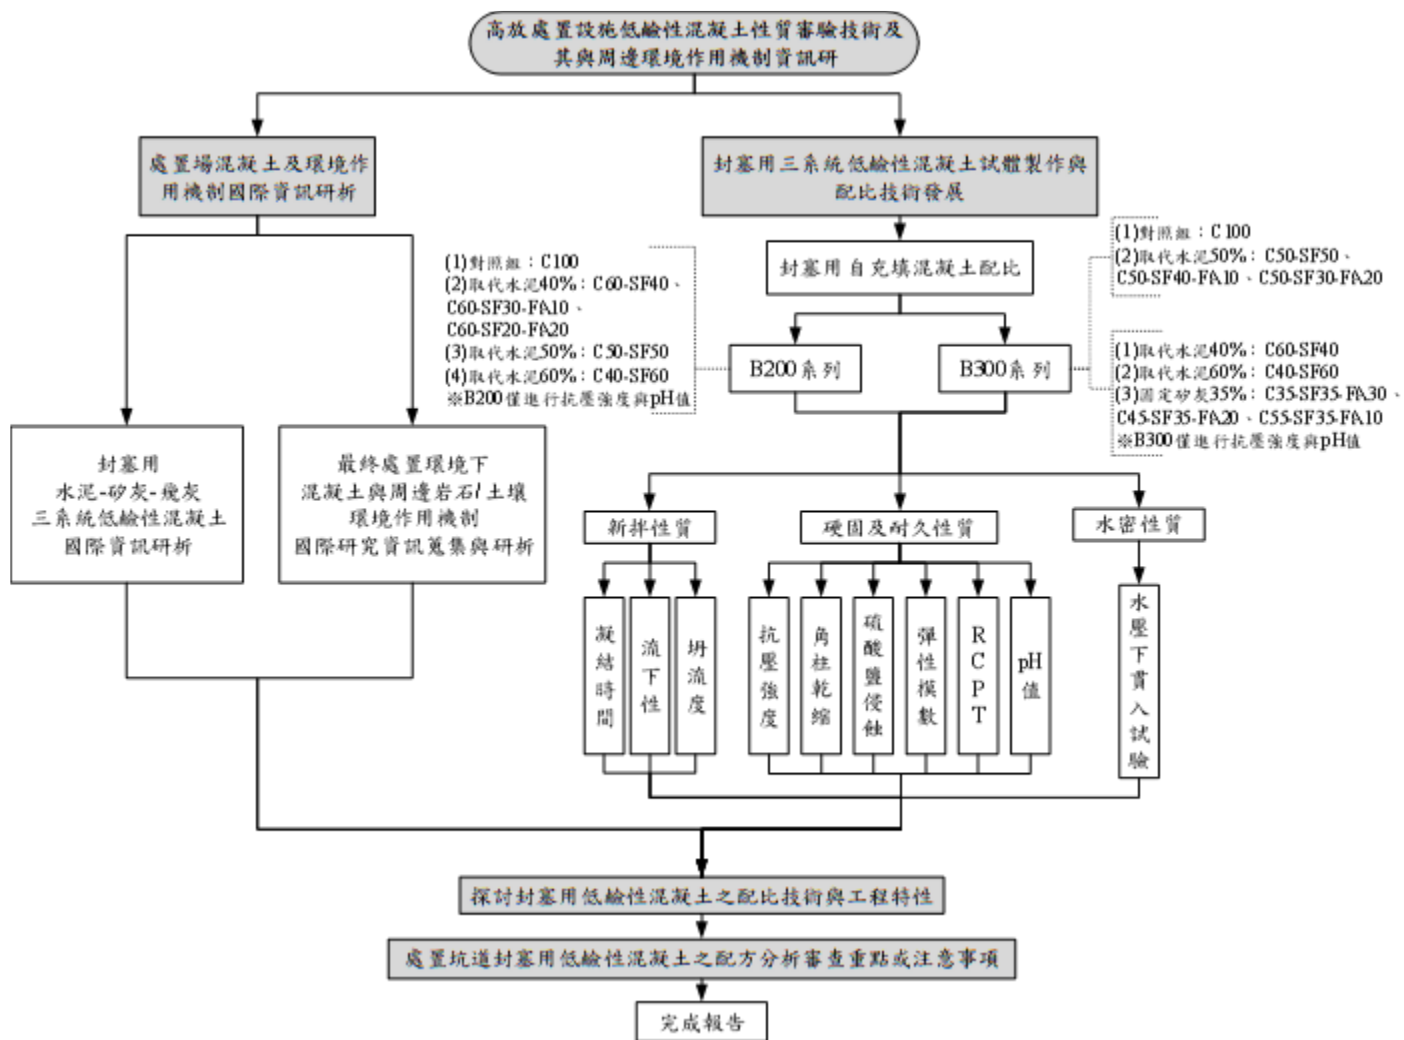 高放處置設施低鹼性混凝土性質審驗技術及
其與周邊環境作用機制資訊研
處置場混凝土及環境作
用機制國際資訊研析
封塞用三系統低鹼性混凝土試體製作與
配比技術發展
封塞用自充填混凝土配比
(1)對照組：C100
(2)取代水泥40%：C60-SF40、
C60-SF30-FA10、
C60-SF20-FA20
(3)取代水泥50%：C50-SF50
(4)取代水泥60%：C40-SF60
※B200僅進行抗壓強度與pH值
(1)對照組：C100
(2)取代水泥50%：C50-SF50、
C50-SF40-FA10、C50-SF30-FA20
B200系列
B300系列
(1)取代水泥40%：C60-SF40
(2)取代水泥60%：C40-SF60
(3)固定矽灰35%：C35-SF35-FA30、
C45-SF35-FA20、C55-SF35-FA10
※B300僅進行抗壓強度與pH值
封塞用
水泥-矽灰-飛灰
三系統低鹼性混凝土
國際資訊研析
最終處置環境下
混凝土與周邊岩石/土壤
環境作用機制
國際研究資訊蒐集與研析
新拌性質
硬固及耐久性質
水密性質
凝結時間
流下性
坍流度
抗壓強度
角柱乾縮
硫酸鹽侵蝕
彈性模數
RCPT
pH值
水壓下貫入試驗
探討封塞用低鹼性混凝土之配比技術與工程特性
處置坑道封塞用低鹼性混凝土之配方分析審查重點或注意事項
完成報告